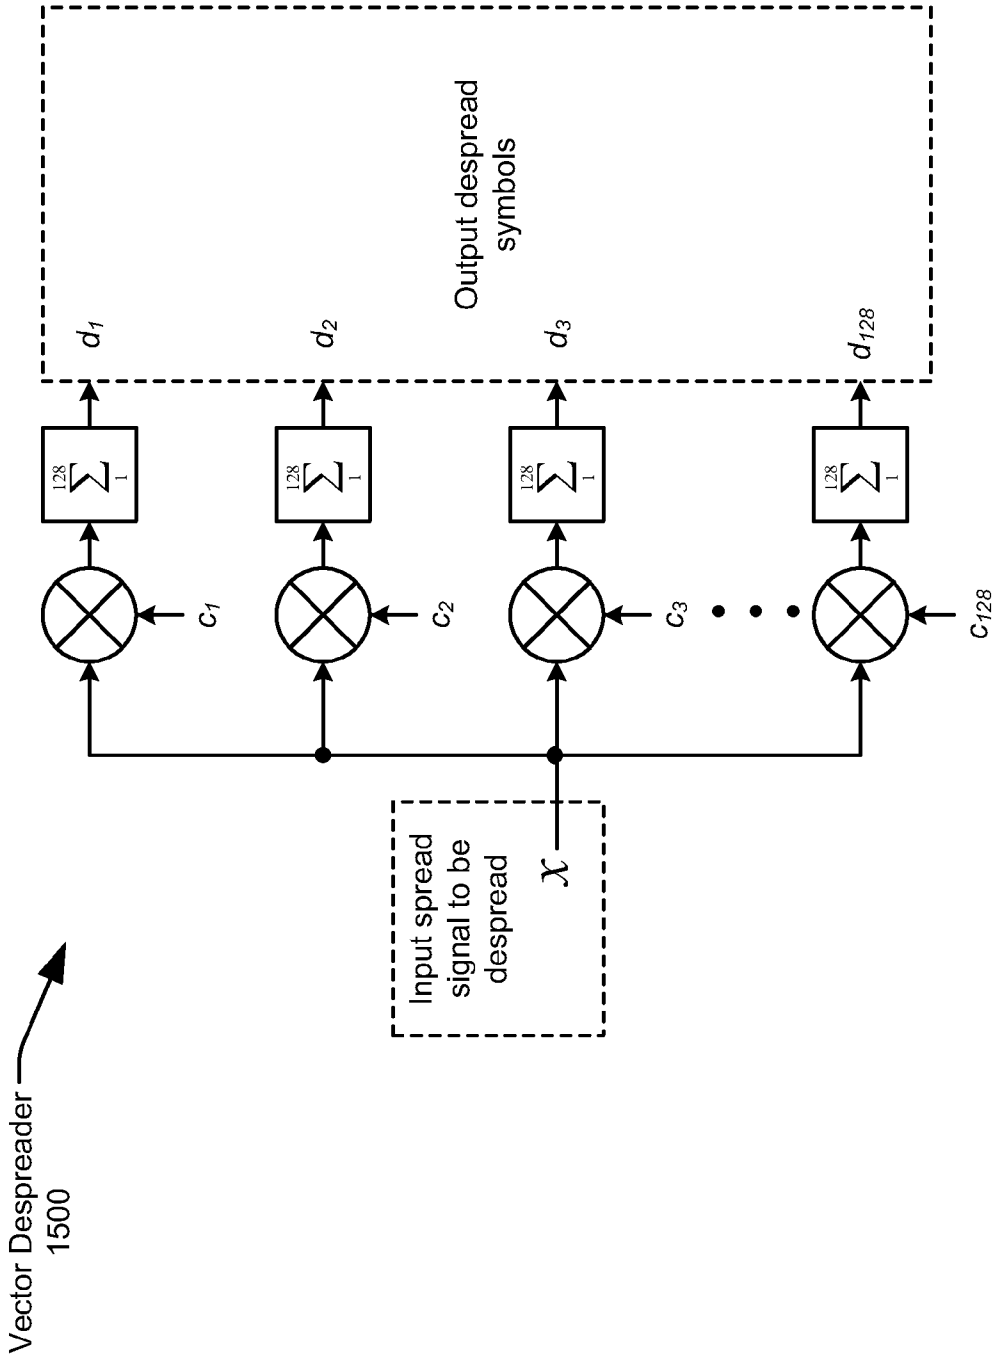 Vector Despreader
1500
Input spread
signal to be
despread
x
c1
c2
c3
c128
128
∑
1
128
∑
1
128
∑
1
128
∑
1
d1
d2
d3
d128
Output despread
symbols